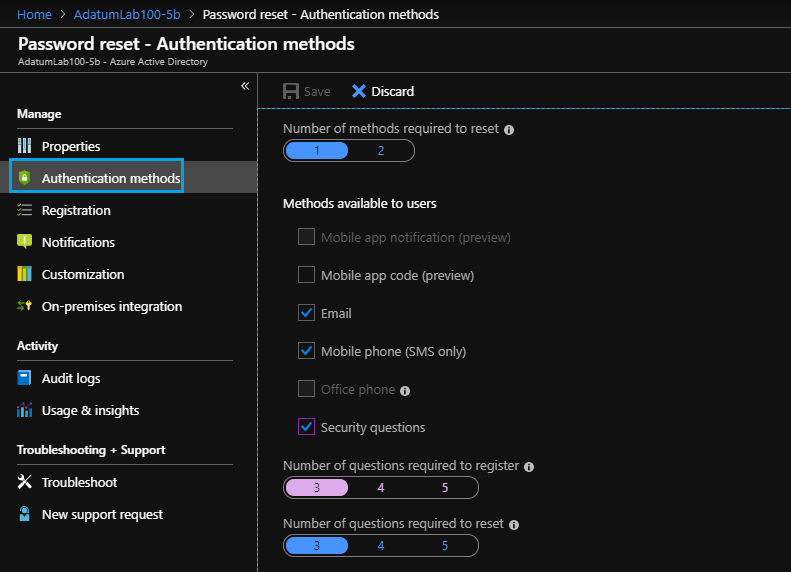 Home > AdatumLab100-5b > Password reset - Authentication methods
Password reset - Authentication methods
AdatumLab100-5b - Azure Active Directory
«
Save Discard
Manage
Properties
Authentication methods
Registration
Notifications
Customization
On-premises integration
Activity
Audit logs
Usage & insights
Troubleshooting + Support
Troubleshoot
New support request
Number of methods required to reset
1 2
Methods available to users
Mobile app notification (preview)
Mobile app code (preview)
Email
Mobile phone (SMS only)
Office phone
Security questions
Number of questions required to register
3 4 5
Number of questions required to reset
3 4 5